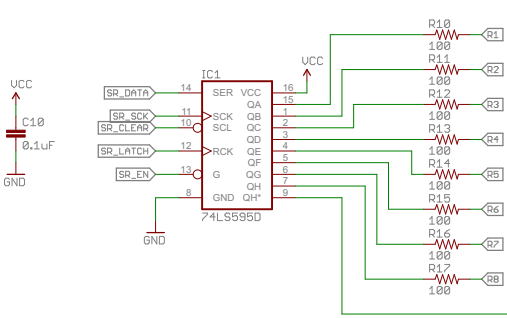 R10
R1
100
R11
R2
100
R12
R3
100
R13
R4
100
R14
R5
100
R15
R6
100
R16
R7
100
R17
R8
100
VCC
C10
0.1uF
GND
IC1
VCC
SR_DATA 14 SER VCC 16
QA 15
SR_SCK 11 SCK QB 1
SR_CLEAR 10 SCL QC 2
QD 3
SR_LATCH 12 RCK QE 4
QF 5
SR_EN 13 G QG 6
QH 7
8 GND QH* 9
74LS595D
GND